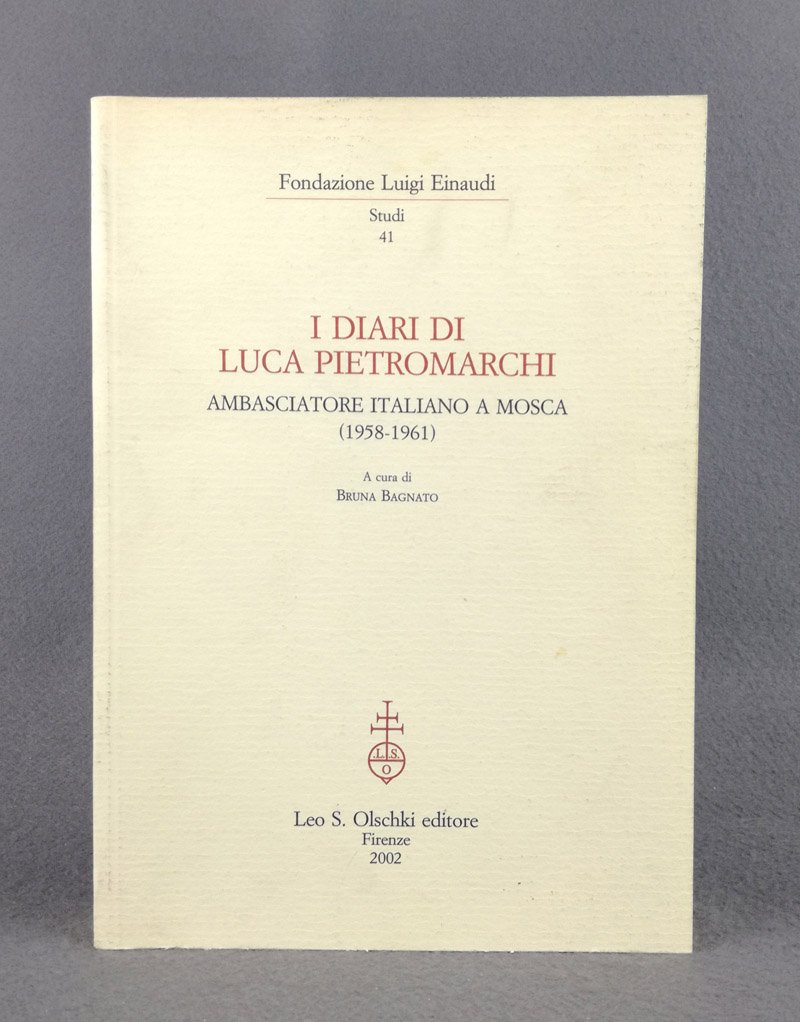 Fondazione Luigi Einaudi
Studi
41
I DIARI DI
LUCA PIETROMARCHI
AMBASCIATORE ITALIANO A MOSCA
(1958-1961)
A cura di
BRUNA BAGNATO
.L. .S.
O
Leo S. Olschki editore
Firenze
2002